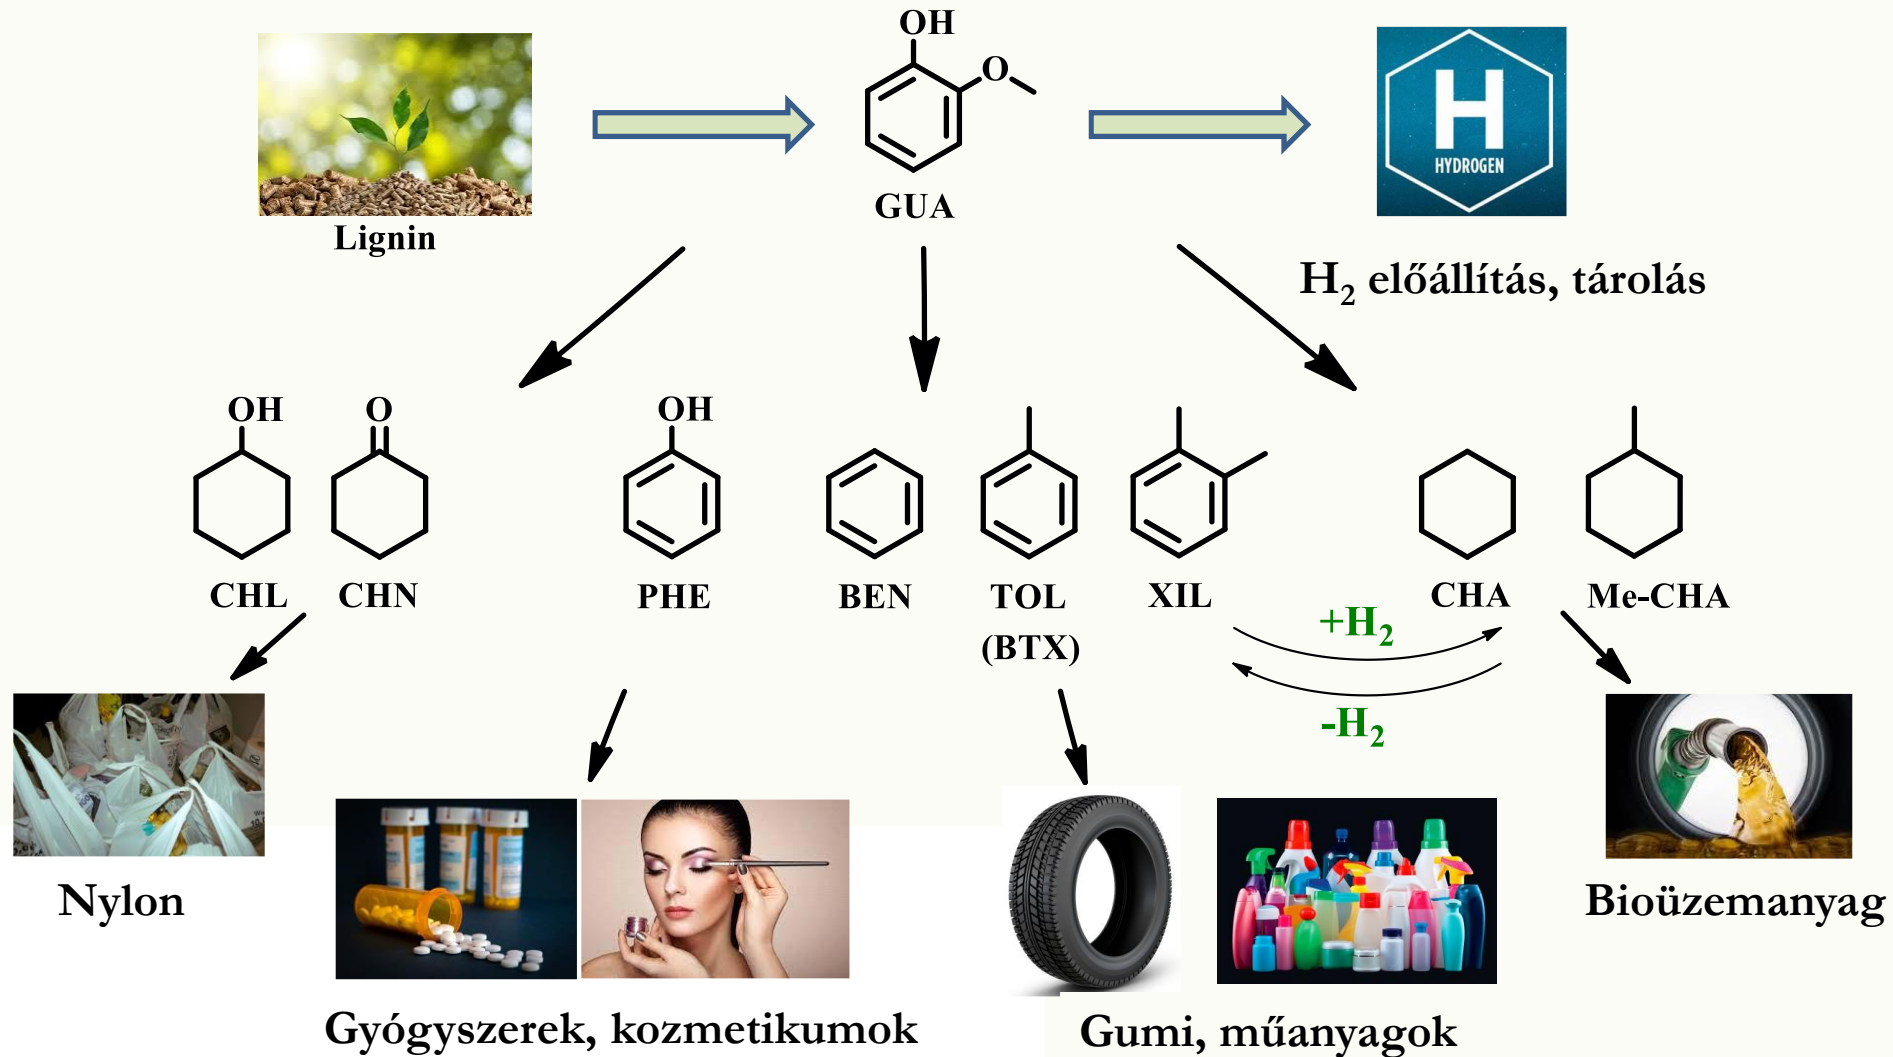 OH
O
H
HYDROGEN
GUA
Lignin
H₂ előállítás, tárolás
OH
O
OH
CHL
CHN
PHE
BEN
TOL
XIL
CHA
Me-CHA
(BTX)
+H₂
-H₂
Nylon
Bioüzemanyag
Gyógyszerek, kozmetikumok
Gumi, műanyagok